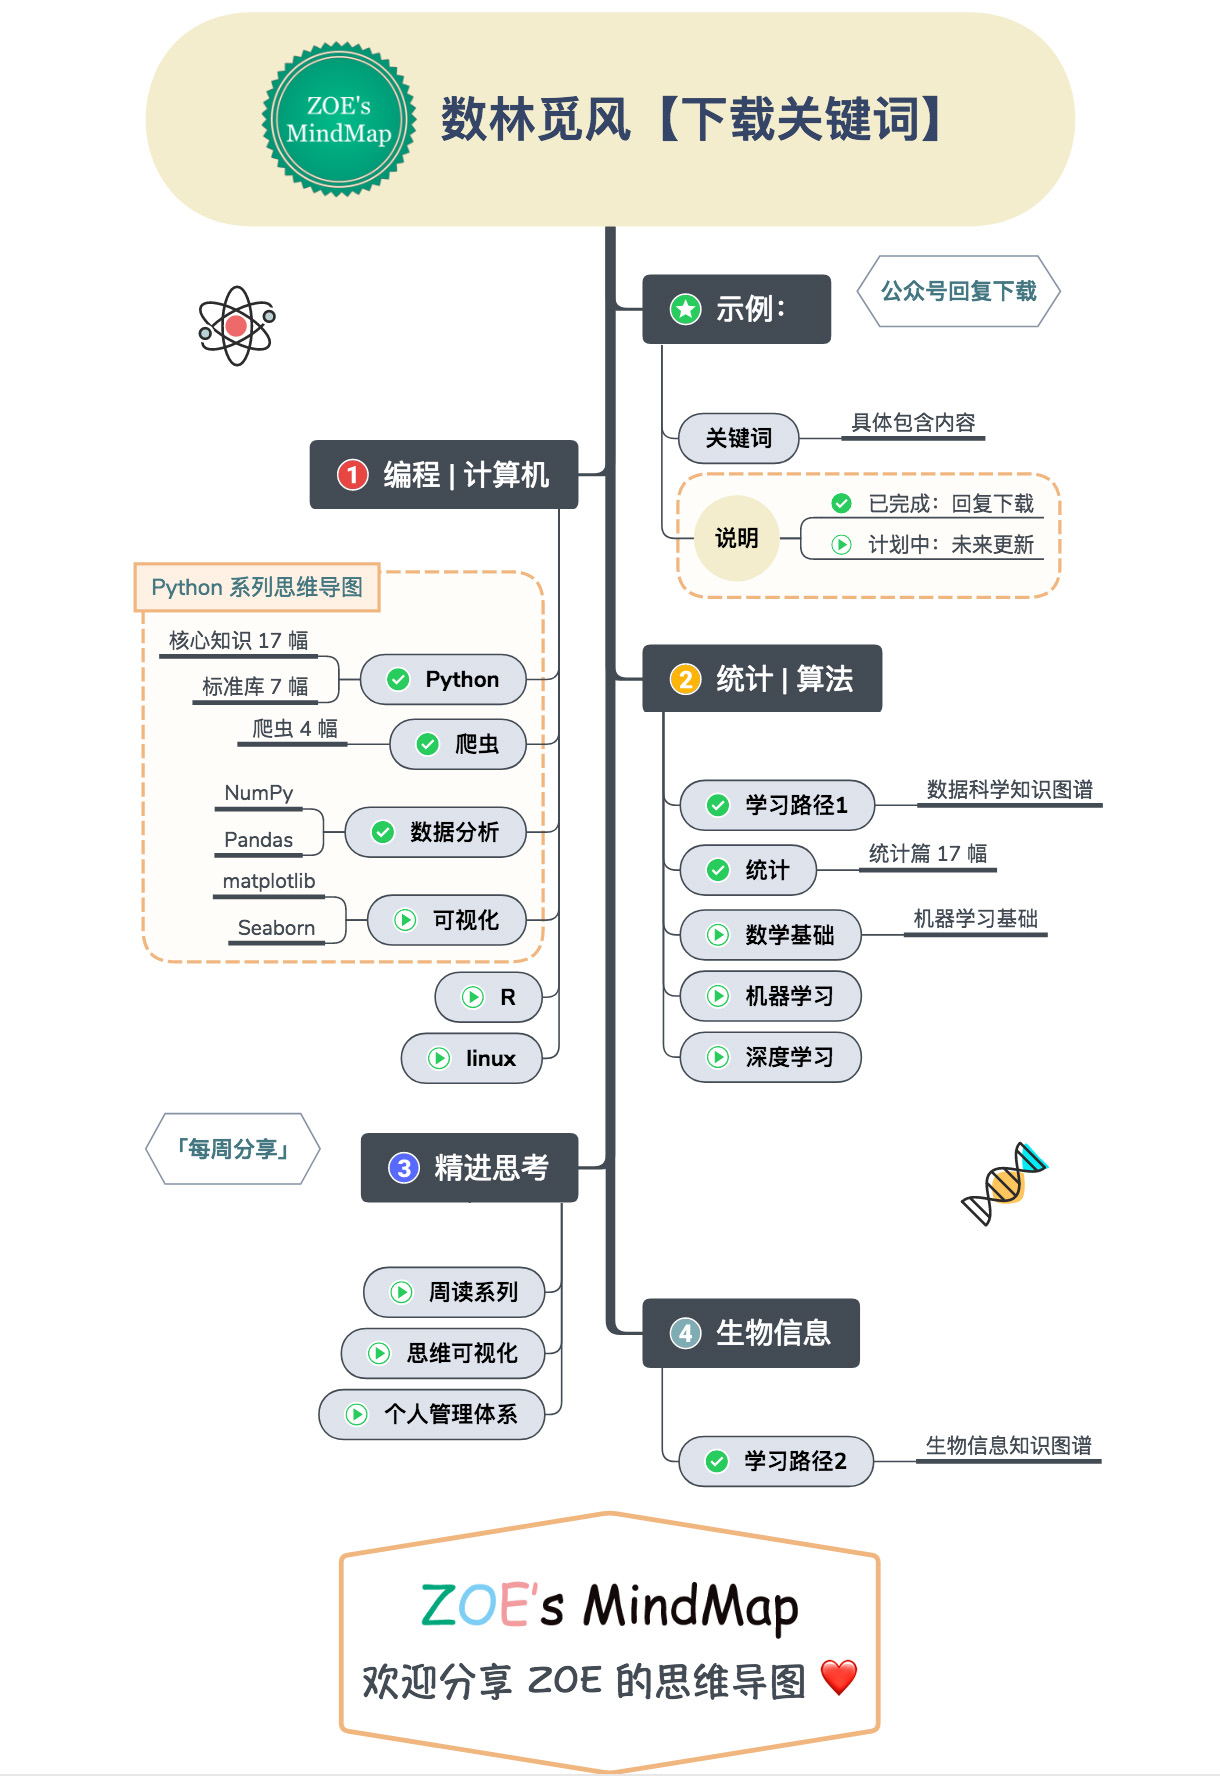 ZOE's
MindMap
数林觅风【下载关键词】
示例：
公众号回复下载
关键词
具体包含内容
说明
已完成：回复下载
计划中：未来更新
1 编程 | 计算机
Python 系列思维导图
核心知识 17 幅
标准库 7 幅
Python
爬虫 4 幅
爬虫
NumPy
Pandas
数据分析
matplotlib
Seaborn
可视化
R
linux
2 统计 | 算法
学习路径1
数据科学知识图谱
统计
统计篇 17 幅
数学基础
机器学习基础
机器学习
深度学习
「每周分享」
3 精进思考
周读系列
思维可视化
个人管理体系
4 生物信息
学习路径2
生物信息知识图谱
ZOE's MindMap
欢迎分享 ZOE 的思维导图 ❤️